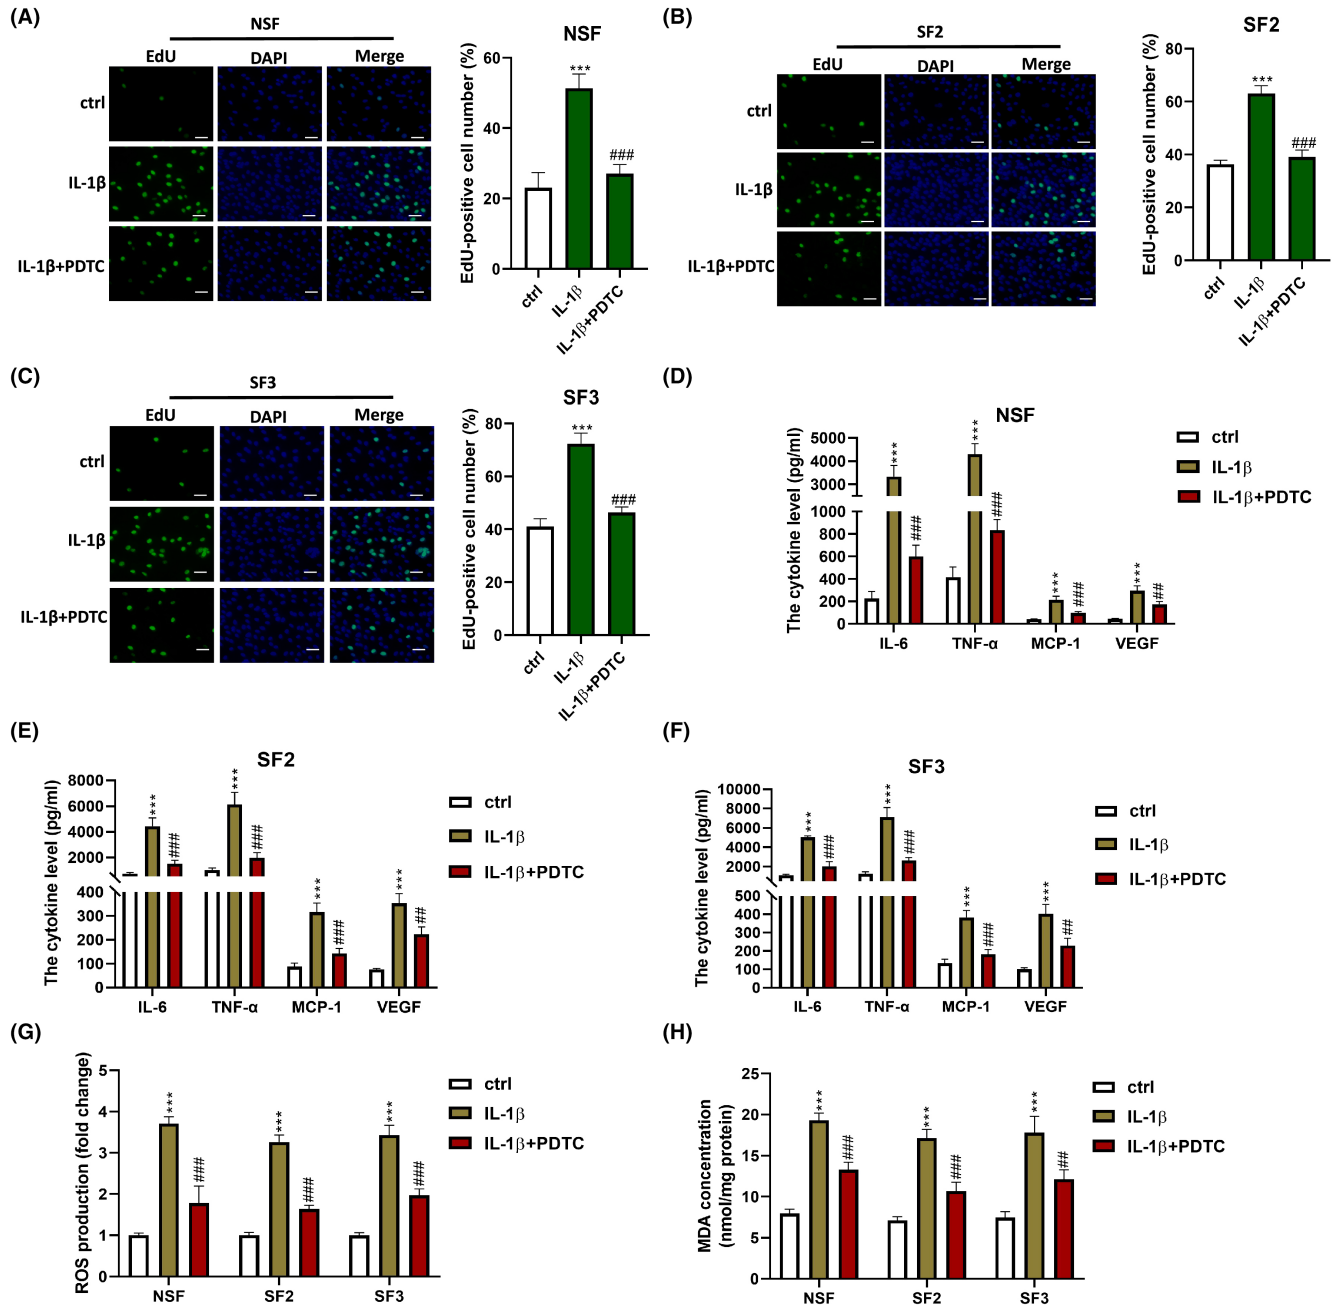 (A)
NSF
EdU DAPI Merge
ctrl
IL-1β
IL-1β+PDTC
NSF
EdU-positive cell number (%)
60
40
20
0
***
###
ctrl
IL-1β
IL-1β+PDTC
(B)
SF2
EdU DAPI Merge
ctrl
IL-1β
IL-1β+PDTC
SF2
EdU-positive cell number (%)
80
60
40
20
0
***
###
ctrl
IL-1β
IL-1β+PDTC
(C)
SF3
EdU DAPI Merge
ctrl
IL-1β
IL-1β+PDTC
SF3
EdU-positive cell number (%)
80
60
40
20
0
***
###
ctrl
IL-1β
IL-1β+PDTC
(D)
NSF
The cytokine level (pg/ml)
5000
4000
3000
1000
800
600
400
200
0
*** ### *** ### *** ### *** ##
IL-6 TNF-α MCP-1 VEGF
ctrl
IL-1β
IL-1β+PDTC
(E)
SF2
The cytokine level (pg/ml)
8000
6000
4000
2000
400
300
200
100
0
*** ### *** ### *** ### *** ##
IL-6 TNF-α MCP-1 VEGF
ctrl
IL-1β
IL-1β+PDTC
(F)
SF3
The cytokine level (pg/ml)
10000
8000
6000
4000
2000
500
400
300
200
100
0
*** ### *** ### *** ### *** ##
IL-6 TNF-α MCP-1 VEGF
ctrl
IL-1β
IL-1β+PDTC
(G)
ROS production (fold change)
5
4
3
2
1
0
*** ### *** ### *** ###
NSF SF2 SF3
ctrl
IL-1β
IL-1β+PDTC
(H)
MDA concentration
(nmol/mg protein)
25
20
15
10
5
0
*** ### *** ### *** ##
NSF SF2 SF3
ctrl
IL-1β
IL-1β+PDTC